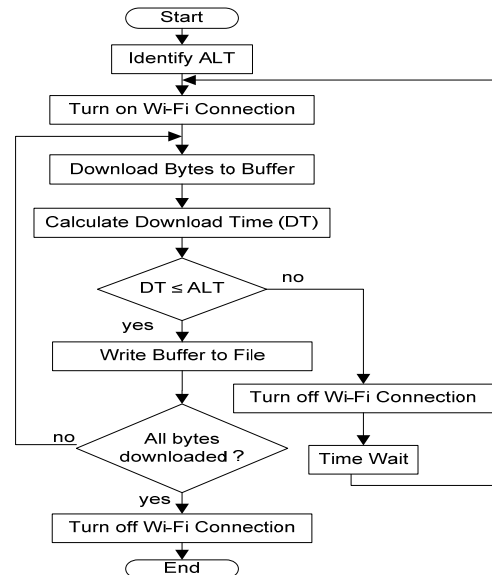 Start
Identify ALT
Turn on Wi-Fi Connection
Download Bytes to Buffer
Calculate Download Time (DT)
DT ≤ ALT
no
yes
Write Buffer to File
Turn off Wi-Fi Connection
no
All bytes
downloaded ?
Time Wait
yes
Turn off Wi-Fi Connection
End